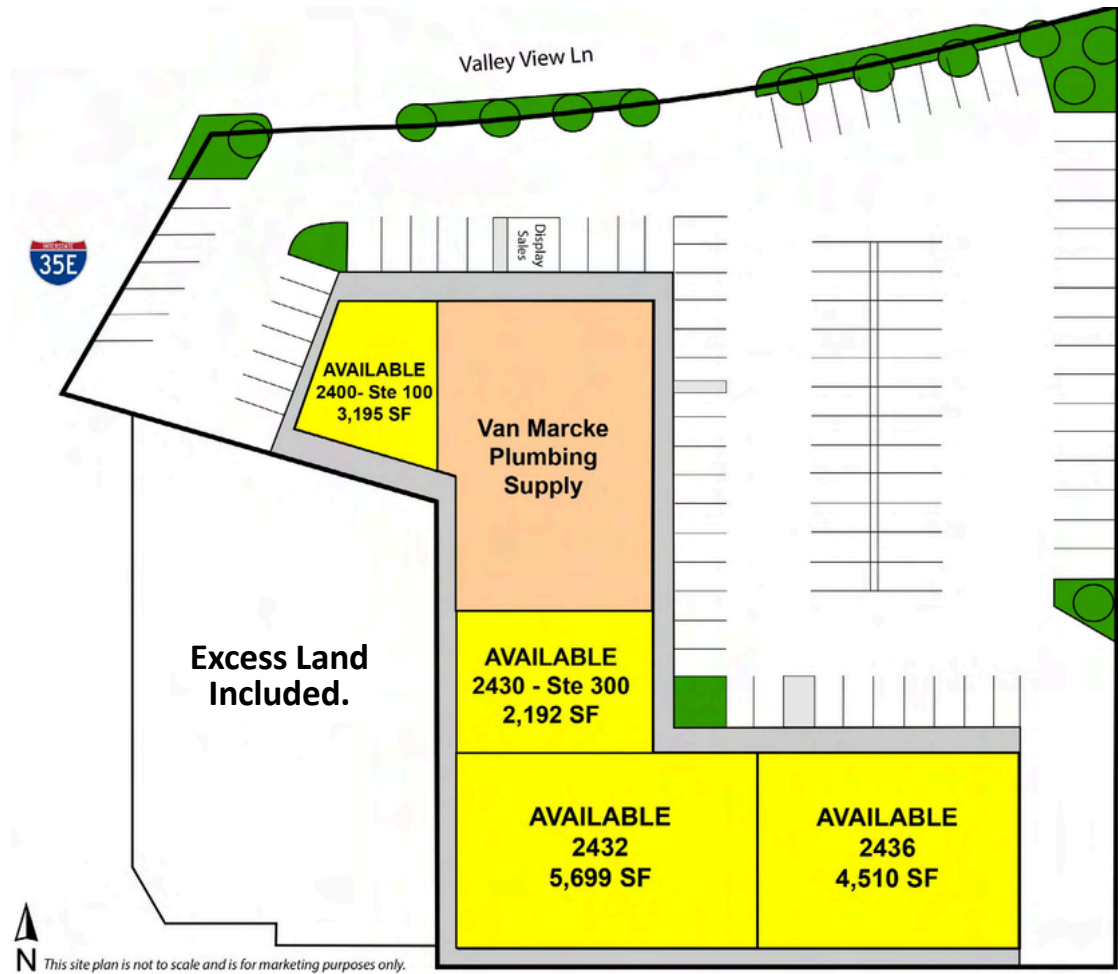 Valley View Ln
INTERSTATE
35E
Display
Sales
AVAILABLE
2400- Ste 100
3,195 SF
Van Marcke
Plumbing
Supply
Excess Land
Included.
AVAILABLE
2430 - Ste 300
2,192 SF
AVAILABLE
2432
5,699 SF
AVAILABLE
2436
4,510 SF
N
This site plan is not to scale and is for marketing purposes only.